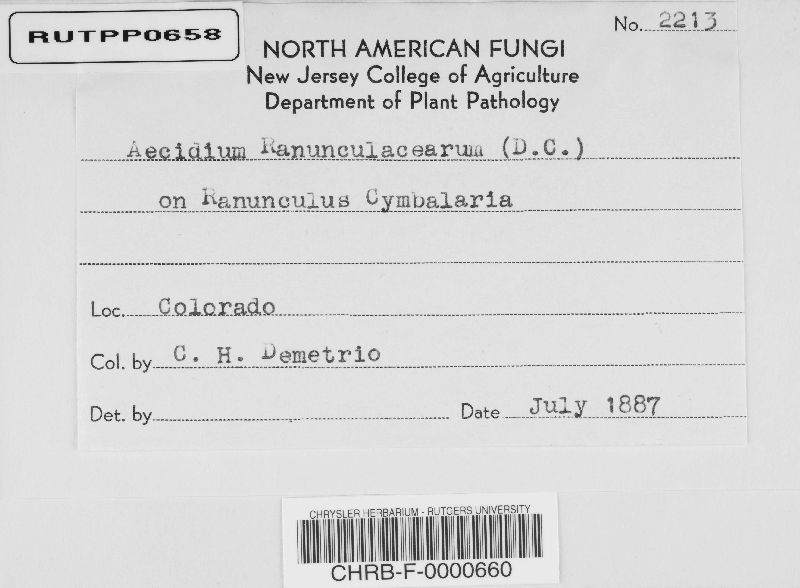 RUTPP0658
No. 2213
NORTH AMERICAN FUNGI
New Jersey College of Agriculture
Department of Plant Pathology
Aecidium Ranunculacearum (D.C.)
on Ranunculus Cymbalaria
Loc. Colorado
Col. by C. H. Demetrio
Det. by
Date July 1887
CHRYSLER HERBARIUM - RUTGERS UNIVERSITY
CHRB-F-0000660